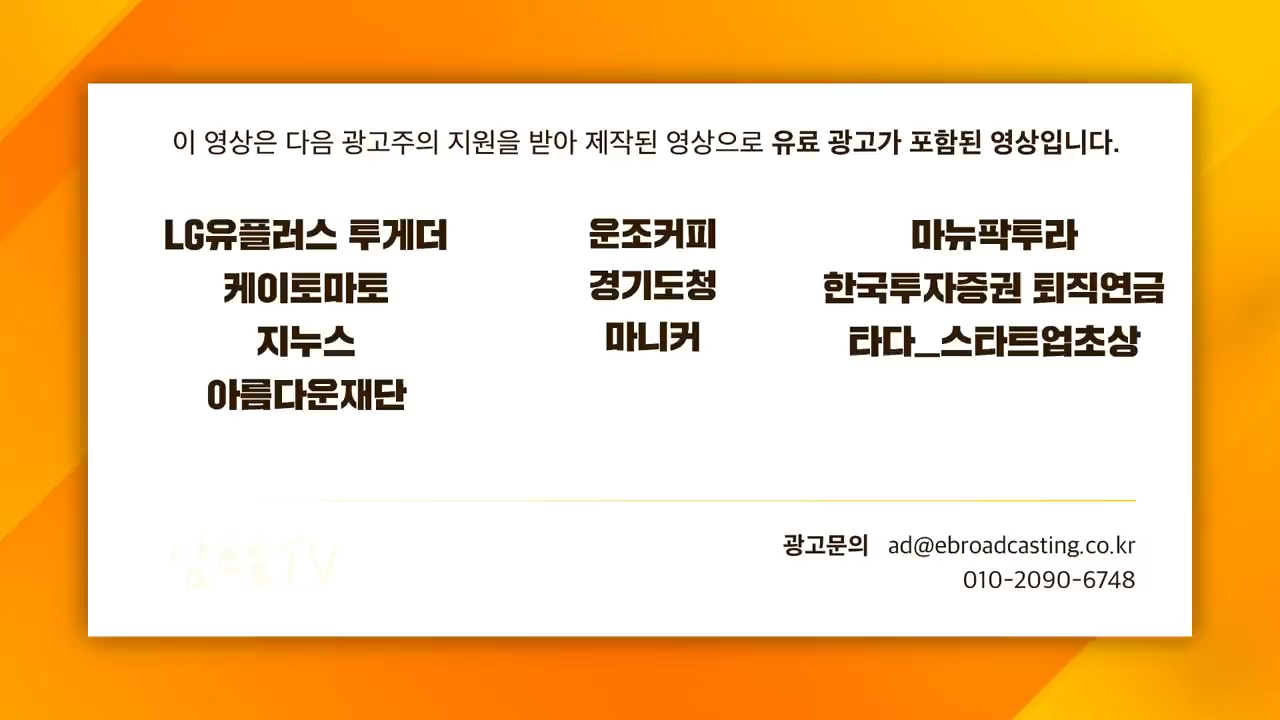 이 영상은 다음 광고주의 지원을 받아 제작된 영상으로 유료 광고가 포함된 영상입니다.
LG유플러스 투게더
케이토마토
지누스
아름다운재단
운조커피
경기도청
마니커
마뉴팍투라
한국투자증권 퇴직연금
타다_스타트업초상
광고문의 ad@ebroadcasting.co.kr
010-2090-6748